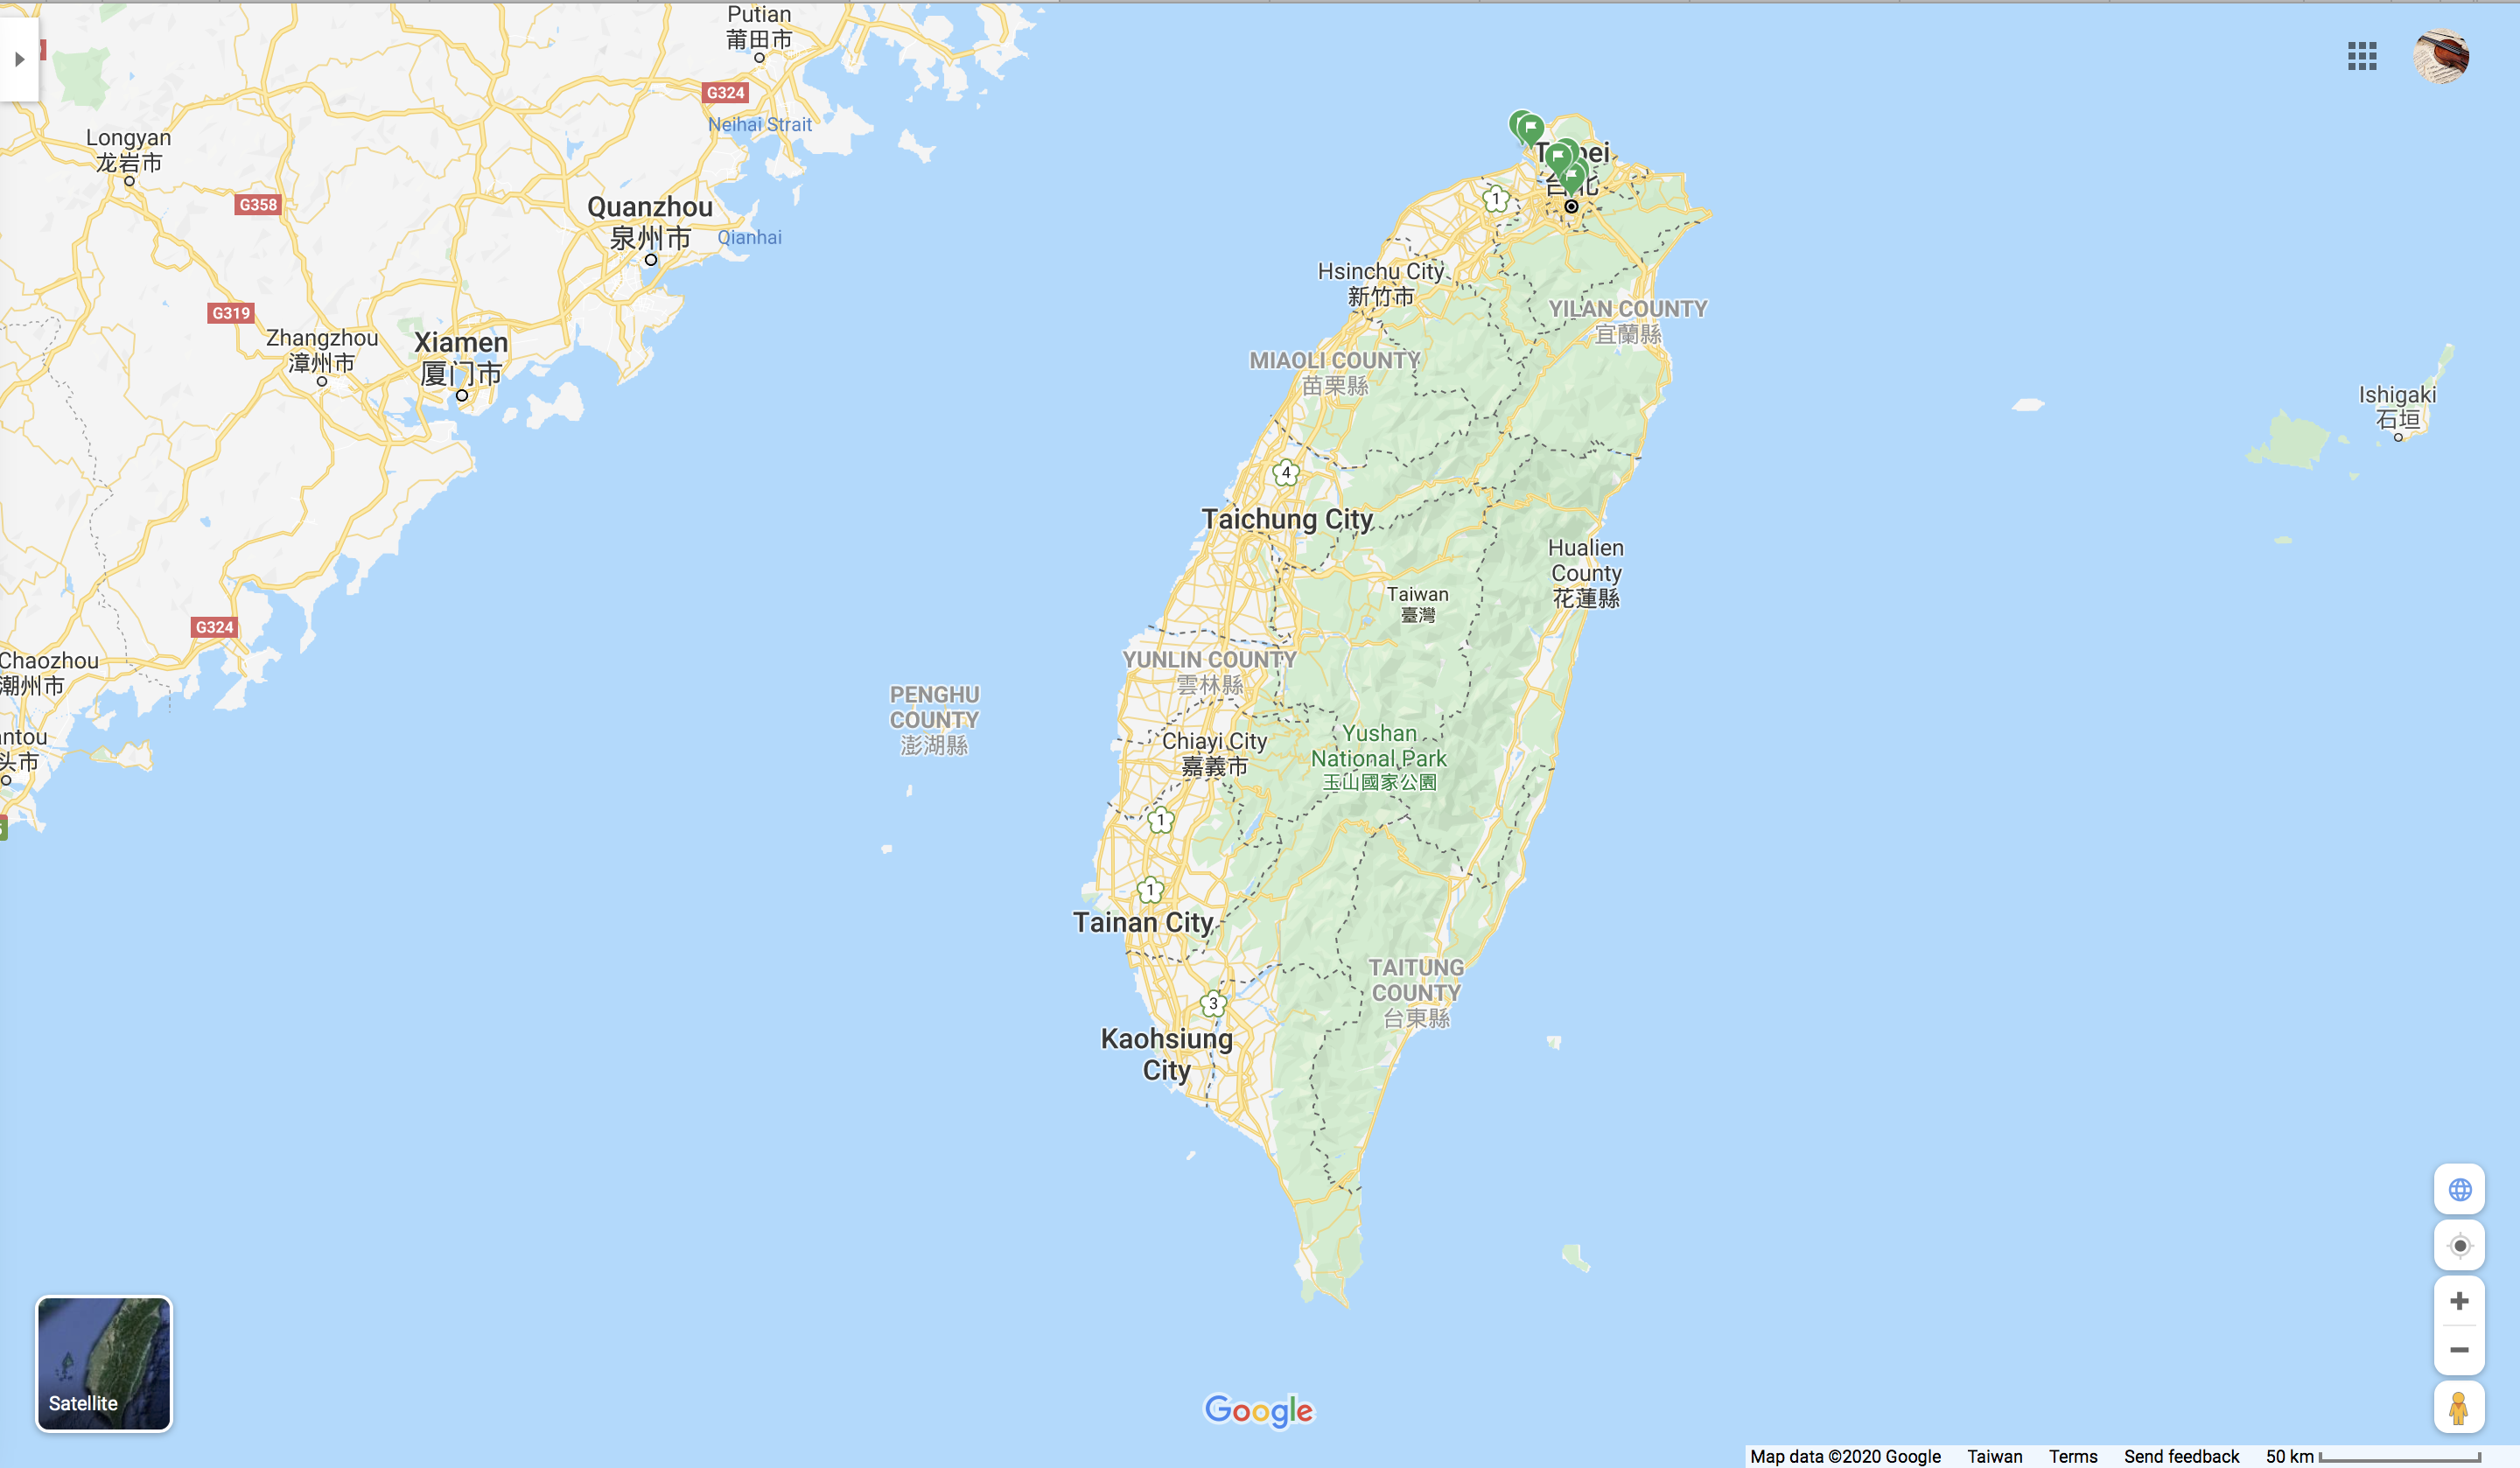 Putian
莆田市
G324
Neihai Strait
Longyan
龙岩市
G358
Quanzhou
泉州市
Qianhai
G319
Zhangzhou
漳州市
Xiamen
厦门市
G324
Chaozhou
潮州市
antou
头市
PENGHU
COUNTY
澎湖縣
1
Hsinchu City
新竹市
YILAN COUNTY
宜蘭縣
MIAOLI COUNTY
苗栗縣
Ishigaki
石垣
4
Taichung City
Hualien
County
花蓮縣
Taiwan
臺灣
YUNLIN COUNTY
雲林縣
Yushan
National Park
玉山國家公園
Chiayi City
嘉義市
1
1
Tainan City
TAITUNG
COUNTY
台東縣
3
Kaohsiung
City
Satellite
Google
Map data ©2020 Google Taiwan Terms Send feedback 50 km